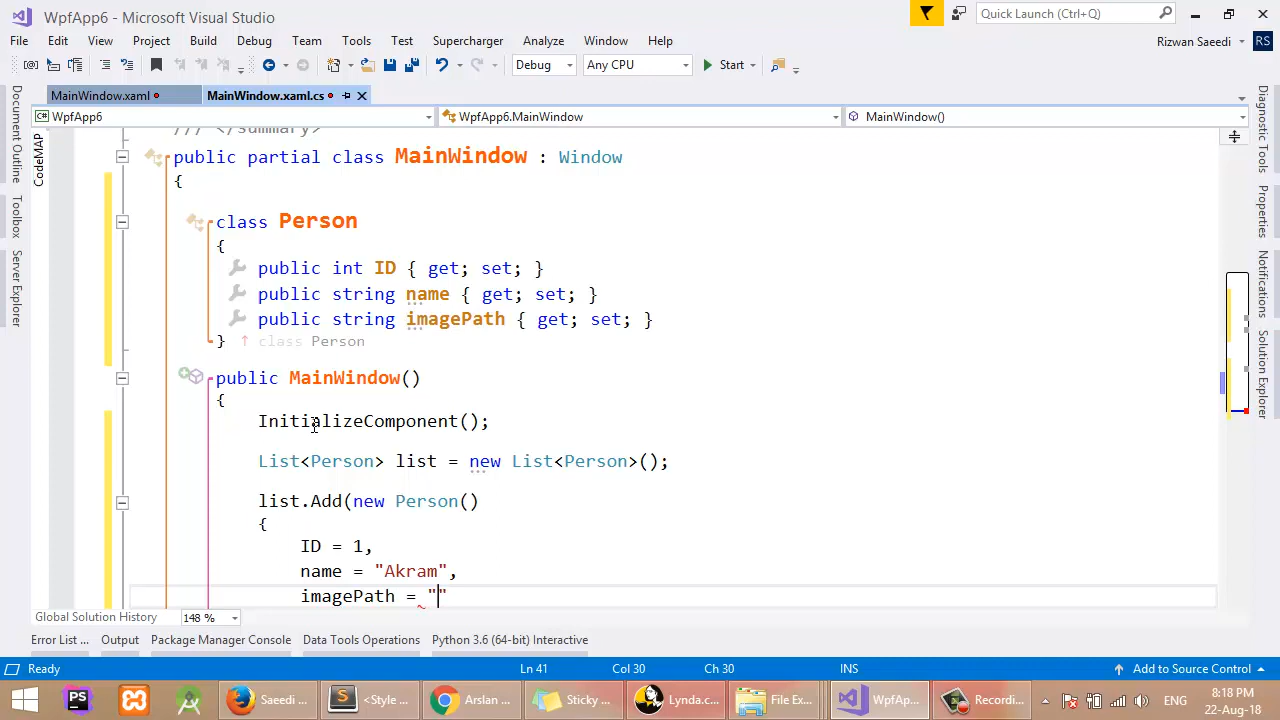 WpfApp6 - Microsoft Visual Studio
Quick Launch (Ctrl+Q)
File Edit View Project Build Debug Team Tools Test Supercharger Analyze Window Help
Rizwan Saeedi RS
Debug Any CPU Start
MainWindow.xaml MainWindow.xaml.cs
WpfApp6 WpfApp6.MainWindow MainWindow()
/// </summary>
public partial class MainWindow : Window
{
class Person
{
public int ID { get; set; }
public string name { get; set; }
public string imagePath { get; set; }
} ↑ class Person
public MainWindow()
{
InitializeComponent();
List<Person> list = new List<Person>();
list.Add(new Person()
{
ID = 1,
name = "Akram",
imagePath = ""
Document Outline
CodeMAP
Toolbox
Server Explorer
Diagnostic Tools
Properties
Notifications
Solution Explorer
Global Solution History 148 %
Error List ... Output Package Manager Console Data Tools Operations Python 3.6 (64-bit) Interactive
Ready Ln 41 Col 30 Ch 30 INS Add to Source Control
PS Saeedi ... <Style ... Arslan ... Sticky ... Lynda.c... File Ex... WpfAp... Recordi... ENG
8:18 PM
22-Aug-18